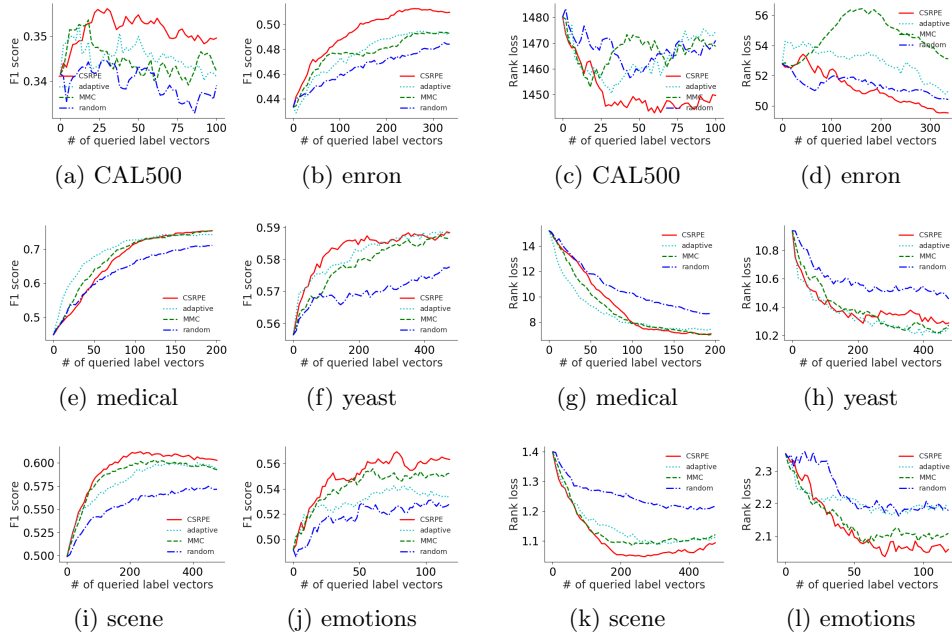 F1 score
0.35
0.34
CSRPE
adaptive
MMC
random
0 25 50 75 100
# of queried label vectors
(a) CAL500
F1 score
0.50
0.48
0.46
0.44
CSRPE
adaptive
MMC
random
0 100 200 300
# of queried label vectors
(b) enron
Rank loss
1480
1470
1460
1450
CSRPE
adaptive
MMC
random
0 25 50 75 100
# of queried label vectors
(c) CAL500
Rank loss
56
54
52
50
CSRPE
adaptive
MMC
random
0 100 200 300
# of queried label vectors
(d) enron
F1 score
0.7
0.6
0.5
CSRPE
adaptive
MMC
random
0 50 100 150 200
# of queried label vectors
(e) medical
F1 score
0.59
0.58
0.57
0.56
CSRPE
adaptive
MMC
random
0 200 400
# of queried label vectors
(f) yeast
Rank loss
14
12
10
8
CSRPE
adaptive
MMC
random
0 50 100 150 200
# of queried label vectors
(g) medical
Rank loss
10.8
10.6
10.4
10.2
CSRPE
adaptive
MMC
random
0 200 400
# of queried label vectors
(h) yeast
F1 score
0.600
0.575
0.550
0.525
0.500
CSRPE
adaptive
MMC
random
0 200 400
# of queried label vectors
(i) scene
F1 score
0.56
0.54
0.52
0.50
CSRPE
adaptive
MMC
random
0 50 100
# of queried label vectors
(j) emotions
Rank loss
1.4
1.3
1.2
1.1
CSRPE
adaptive
MMC
random
0 200 400
# of queried label vectors
(k) scene
Rank loss
2.3
2.2
2.1
CSRPE
adaptive
MMC
random
0 50 100
# of queried label vectors
(l) emotions